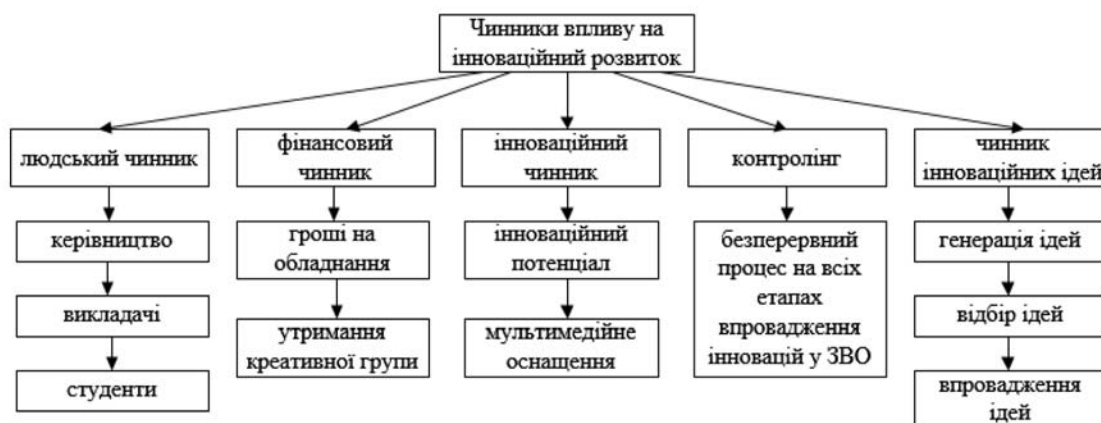 Чинники впливу на
інноваційний розвиток
людський чинник
керівництво
викладачі
студенти
фінансовий
чинник
гроші на
обладнання
утримання
креативної групи
інноваційний
чинник
інноваційний
потенціал
мультимедійне
оснащення
контролінг
безперервний
процес на всіх
етапах
впровадження
інновацій у ЗВО
чинник
інноваційних ідей
генерація ідей
відбір ідей
впровадження
ідей